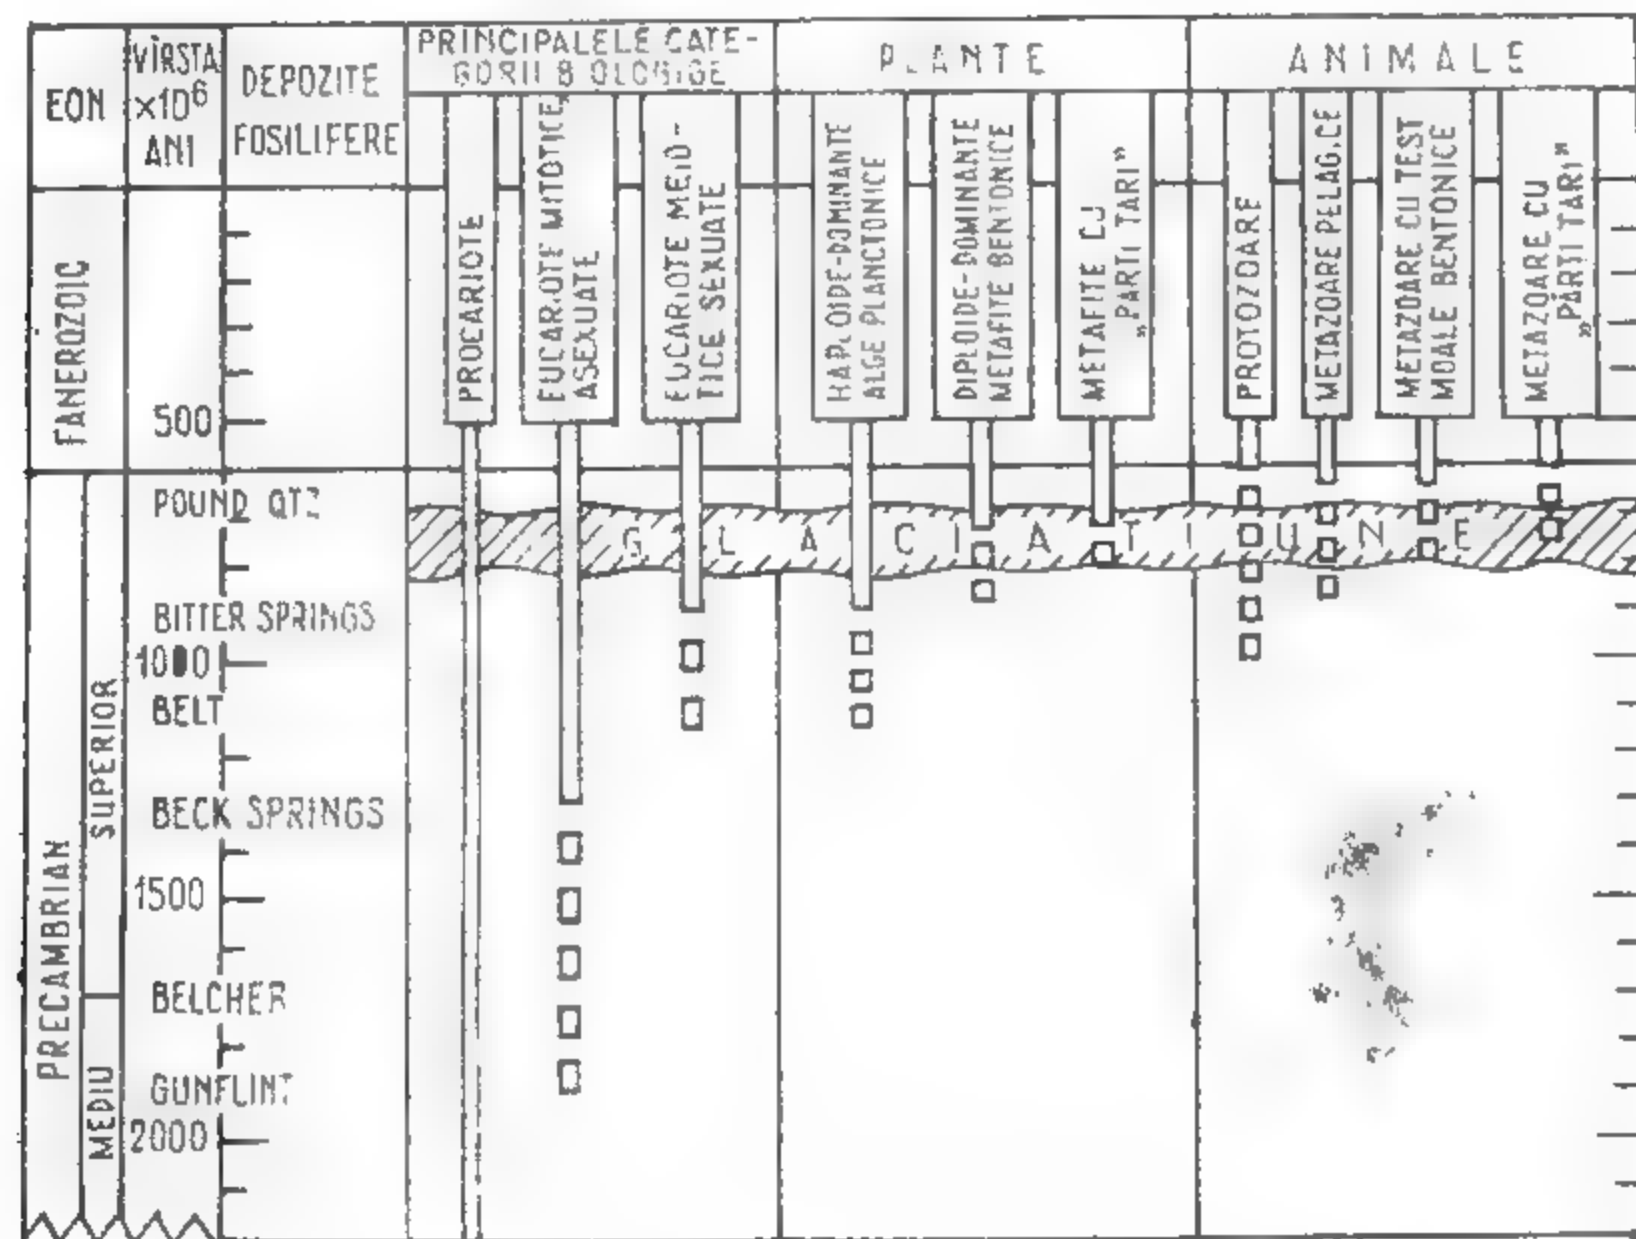 EON
VÎRSTA
×10⁶
ANI
DEPOZITE
FOSILIFERE
PRINCIPALELE CATE-
GORII BIOLOGICE
PLANTE
ANIMALE
PROCARIOTE
EUCARIOTE MITOTICE,
ASEXUATE
EUCARIOTE MEIO-
TICE SEXUATE
HAPLOIDE-DOMINANTE
ALGE PLANCTONICE
DIPLOIDE-DOMINANTE
METAFITE BENTONICE
METAFITE CU
„PARTI TARI”
PROTOZOARE
METAZOARE PELAGICE
METAZOARE CU TEST
MOALE BENTONICE
METAZOARE CU
„PĂRTI TARI”
FANEROZOIC
500
PRECAMBRIAN
SUPERIOR
MEDIU
POUND QTZ
GLACIATIUNE
BITTER SPRINGS
1000
BELT
BECK SPRINGS
1500
BELCHER
GUNFLINT
2000